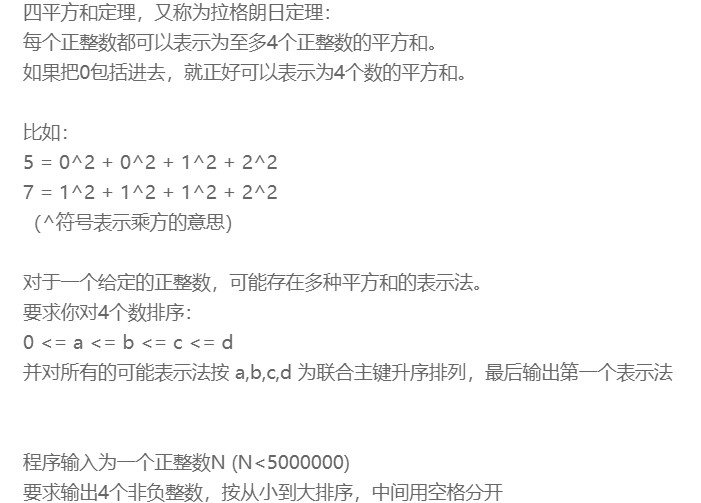 四平方和定理，又称为拉格朗日定理：
每个正整数都可以表示为至多4个正整数的平方和。
如果把0包括进去，就正好可以表示为4个数的平方和。
比如：
5 = 0^2 + 0^2 + 1^2 + 2^2
7 = 1^2 + 1^2 + 1^2 + 2^2
（^符号表示乘方的意思）
对于一个给定的正整数，可能存在多种平方和的表示法。
要求你对4个数排序：
0 <= a <= b <= c <= d
并对所有的可能表示法按 a,b,c,d 为联合主键升序排列，最后输出第一个表示法
程序输入为一个正整数N (N<5000000)
要求输出4个非负整数，按从小到大排序，中间用空格分开